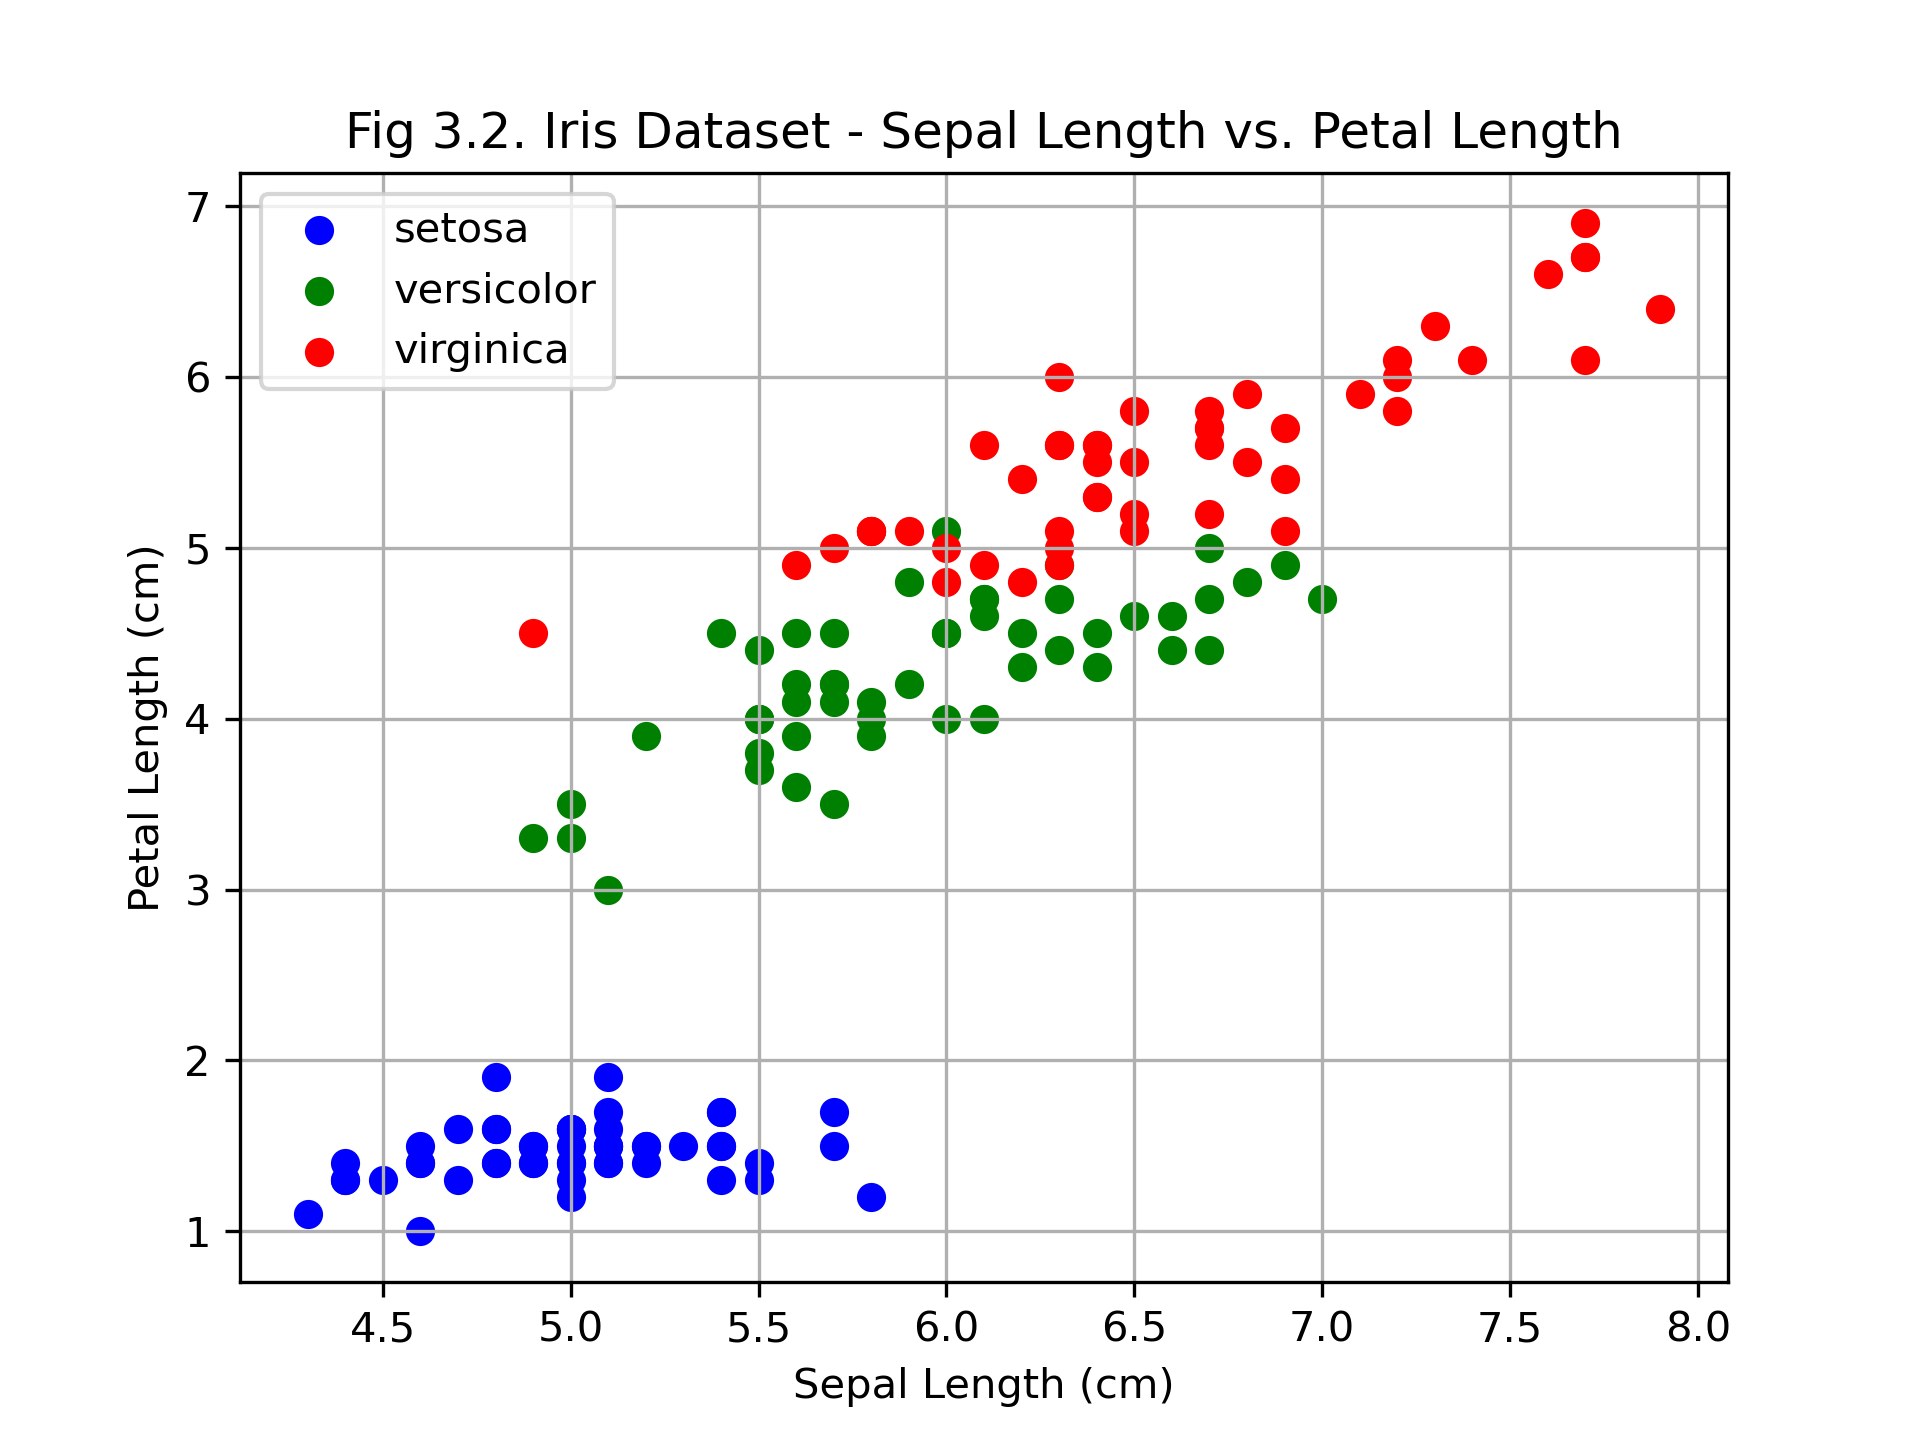 Fig 3.2. Iris Dataset - Sepal Length vs. Petal Length
setosa
versicolor
virginica
Petal Length (cm)
7
6
5
4
3
2
1
4.5 5.0 5.5 6.0 6.5 7.0 7.5 8.0
Sepal Length (cm)